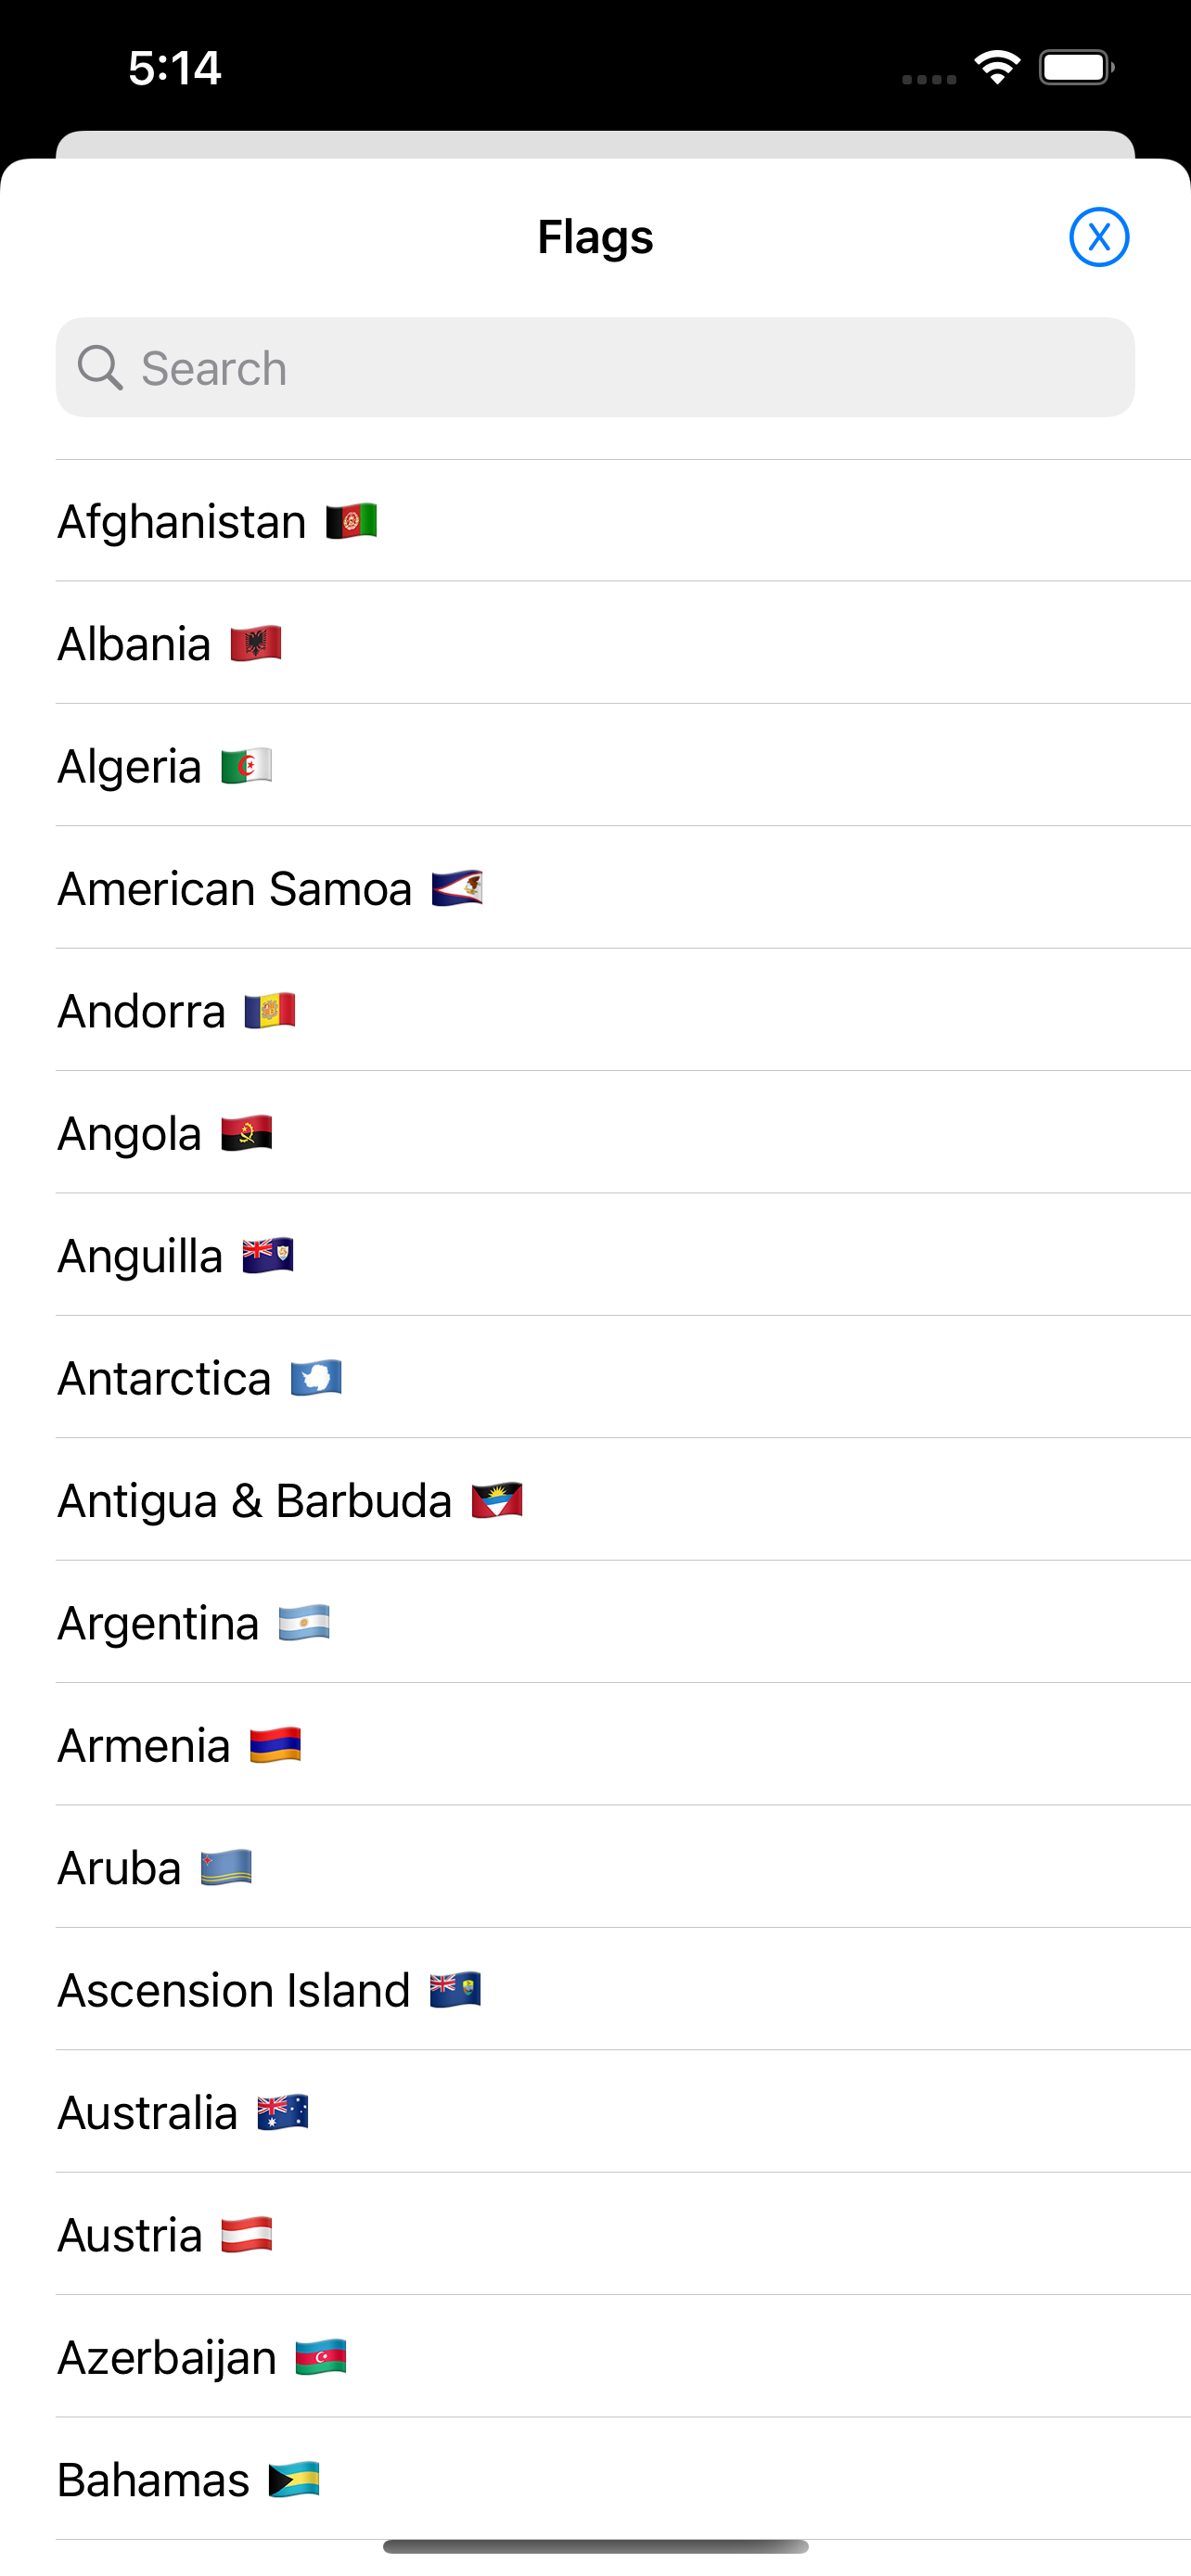 5:14
Flags
X
Search
Afghanistan 🇦🇫
Albania 🇦🇱
Algeria 🇩🇿
American Samoa 🇦🇸
Andorra 🇦🇩
Angola 🇦🇴
Anguilla 🇦🇮
Antarctica 🇦🇶
Antigua & Barbuda 🇦🇬
Argentina 🇦🇷
Armenia 🇦🇲
Aruba 🇦🇼
Ascension Island 🇦🇨
Australia 🇦🇺
Austria 🇦🇹
Azerbaijan 🇦🇿
Bahamas 🇧🇸